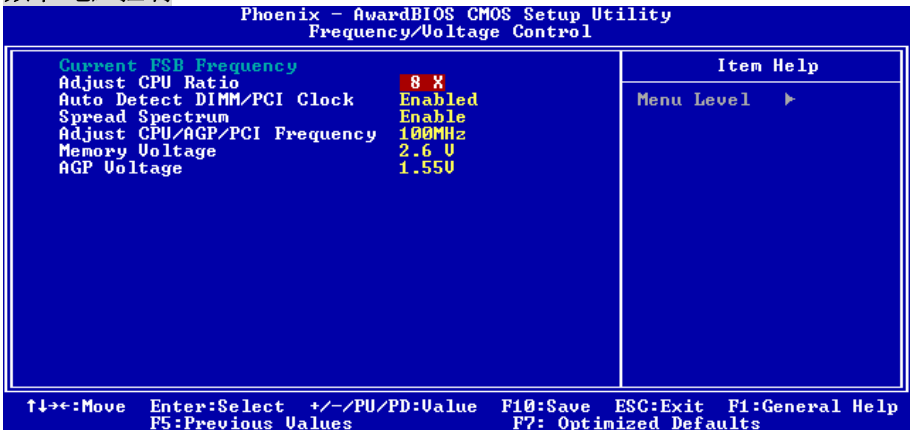 Phoenix - AwardBIOS CMOS Setup Utility
Frequency/Voltage Control
Current FSB Frequency
Adjust CPU Ratio 8 X
Auto Detect DIMM/PCI Clock Enabled
Spread Spectrum Enable
Adjust CPU/AGP/PCI Frequency 100MHz
Memory Voltage 2.6 V
AGP Voltage 1.55V
Item Help
Menu Level ►
↑↓→←:Move Enter:Select +/-/PU/PD:Value F10:Save ESC:Exit F1:General Help
F5:Previous Values F7: Optimized Defaults